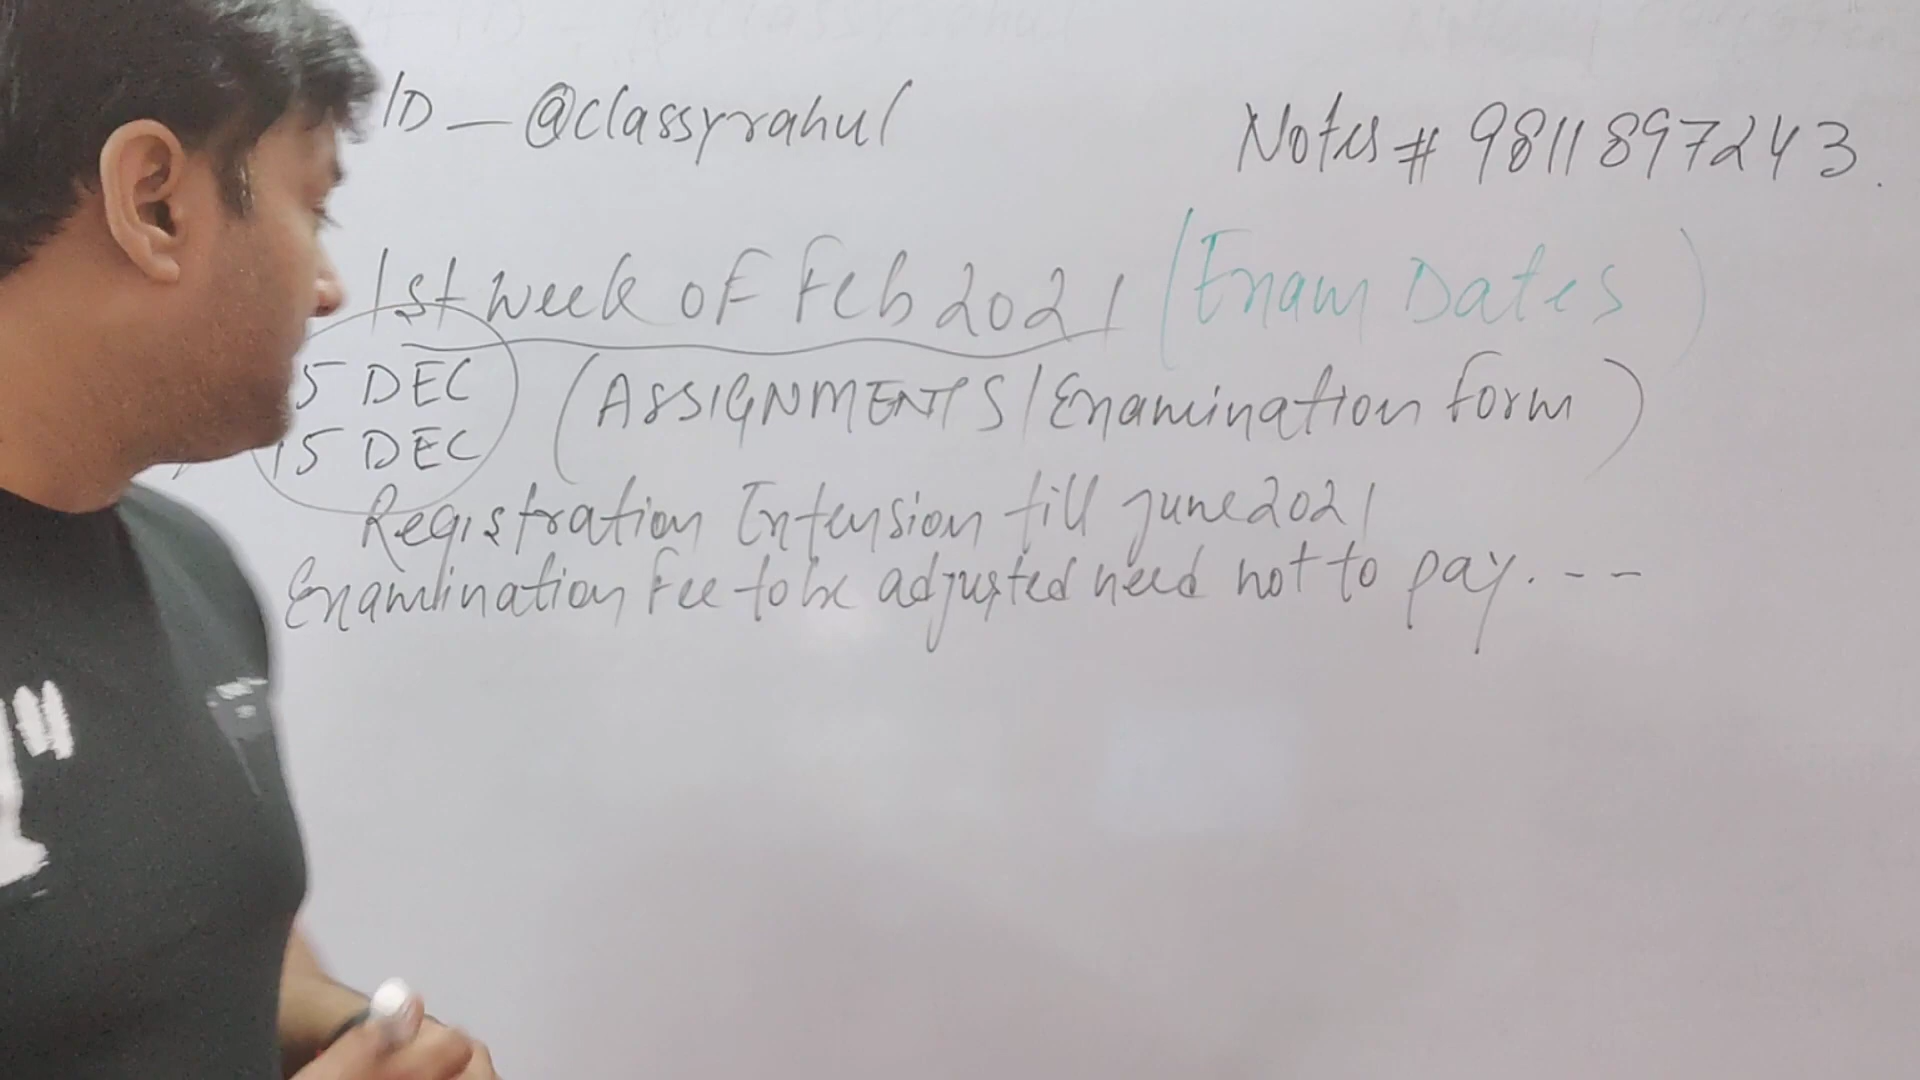 ID - @classyrahul
Notes # 9811897243.
1st week of Feb 2021 (Exam Dates)
5 DEC
15 DEC
(ASSIGNMENTS/Examination form)
Registration Extension till june 2021
Examination Fee to be adjusted need not to pay. - -